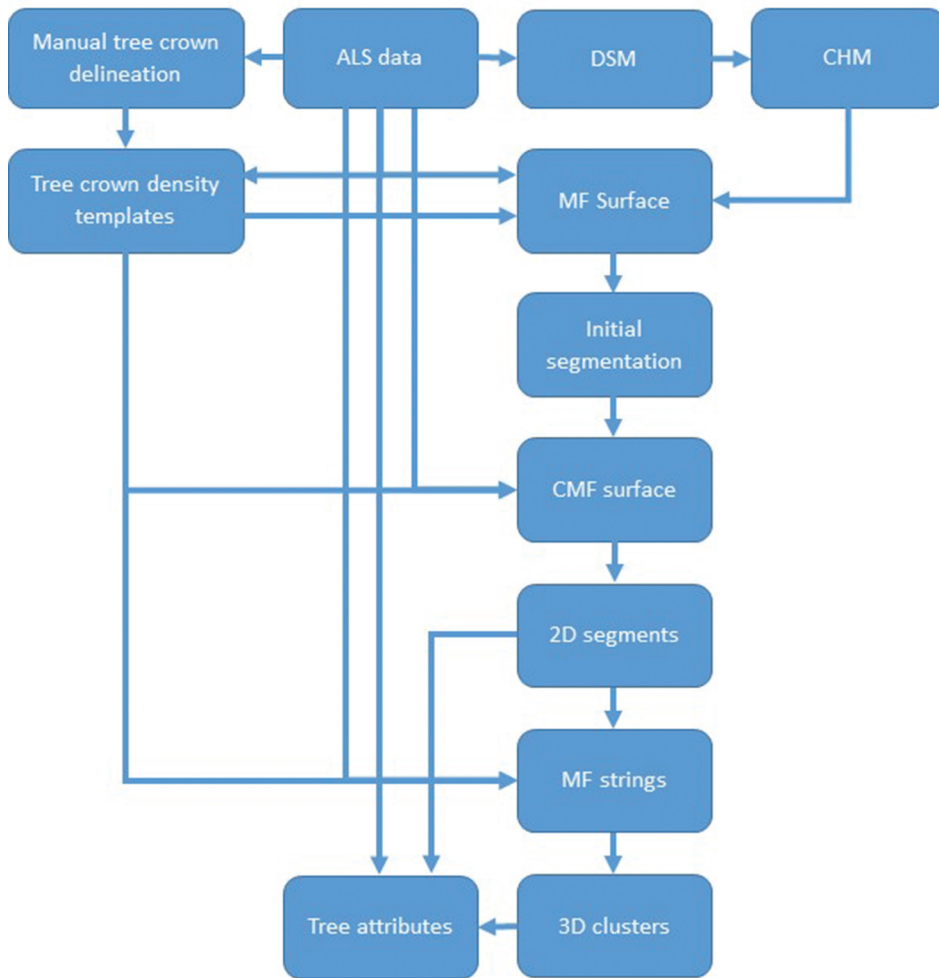 Manual tree crown
delineation
ALS data
DSM
CHM
Tree crown density
templates
MF Surface
Initial
segmentation
CMF surface
2D segments
MF strings
Tree attributes
3D clusters